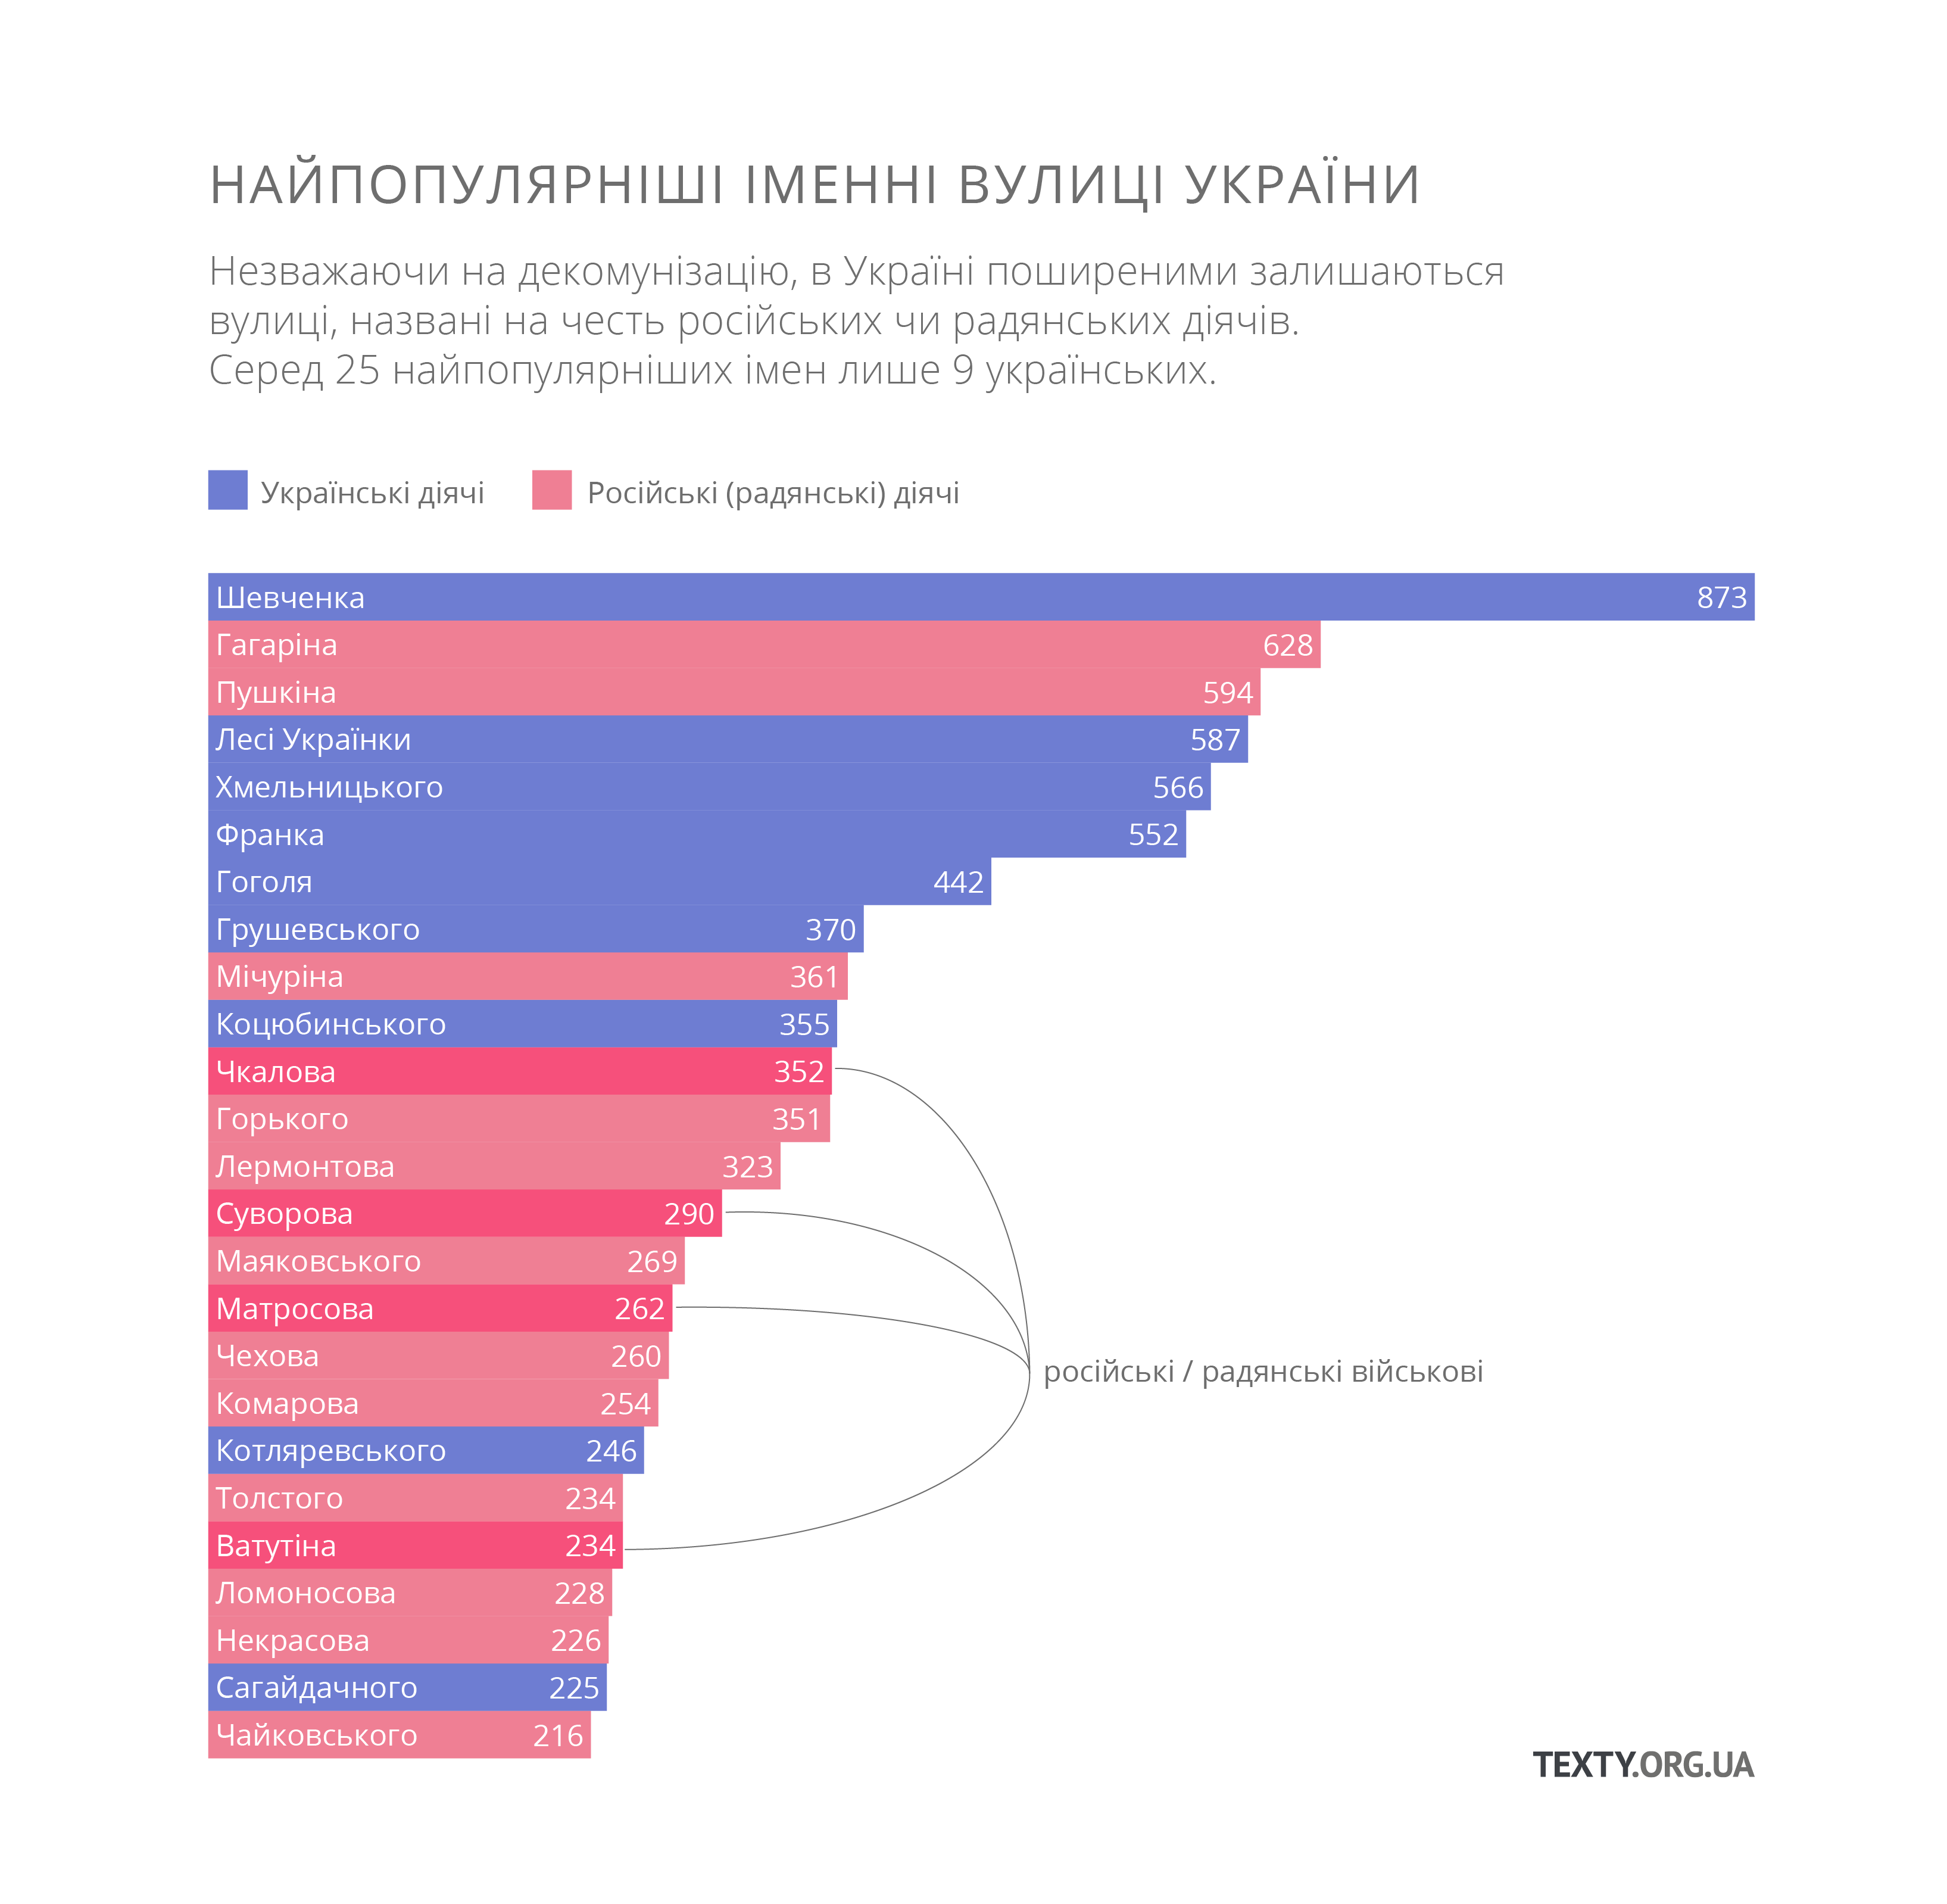 НАЙПОПУЛЯРНІШІ ІМЕННІ ВУЛИЦІ УКРАЇНИ
Незважаючи на декомунізацію, в Україні поширеними залишаються
вулиці, названі на честь російських чи радянських діячів.
Серед 25 найпопулярніших імен лише 9 українських.
Українські діячі Російські (радянські) діячі
Шевченка 873
Гагаріна 628
Пушкіна 594
Лесі Українки 587
Хмельницького 566
Франка 552
Гоголя 442
Грушевського 370
Мічуріна 361
Коцюбинського 355
Чкалова 352
Горького 351
Лермонтова 323
Суворова 290
Маяковського 269
Матросова 262
Чехова 260
російські / радянські військові
Комарова 254
Котляревського 246
Толстого 234
Ватутіна 234
Ломоносова 228
Некрасова 226
Сагайдачного 225
Чайковського 216
TEXTY.ORG.UA